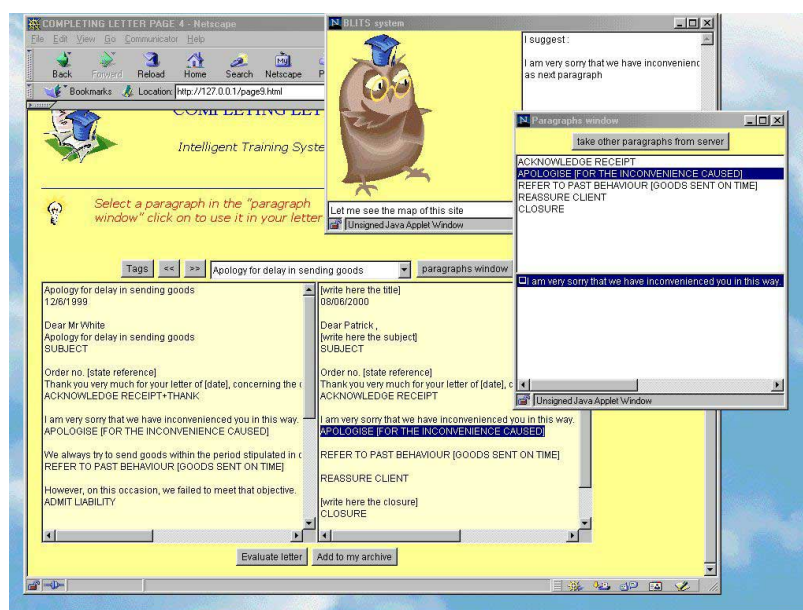 COMPLETING LETTER PAGE 4 - Netscape
File Edit View Go Communicator Help
Back Forward Reload Home Search Netscape
Bookmarks Location: http://127.0.0.1/page9.html
COMPLETING LET
Intelligent Training Syste
Select a paragraph in the "paragraph
window" click on to use it in your letter
Tags << >> Apology for delay in sending goods paragraphs window
Apology for delay in sending goods
12/6/1999
Dear Mr White
Apology for delay in sending goods
SUBJECT
Order no. [state reference]
Thank you very much for your letter of [date], concerning the
ACKNOWLEDGE RECEIPT+THANK
I am very sorry that we have inconvenienced you in this way.
APOLOGISE [FOR THE INCONVENIENCE CAUSED]
We always try to send goods within the period stipulated in
REFER TO PAST BEHAVIOUR [GOODS SENT ON TIME]
However, on this occasion, we failed to meet that objective.
ADMIT LIABILITY
[write here the title]
08/06/2000
Dear Patrick ,
[write here the subject]
SUBJECT
Order no. [state reference]
Thank you very much for your letter of [date], c
ACKNOWLEDGE RECEIPT
I am very sorry that we have inconvenienced you in this way.
APOLOGISE [FOR THE INCONVENIENCE CAUSED]
REFER TO PAST BEHAVIOUR [GOODS SENT ON TIME]
REASSURE CLIENT
[write here the closure]
CLOSURE
Evaluate letter Add to my archive
BLITS system
I suggest :
I am very sorry that we have inconvenienc
as next paragraph
Let me see the map of this site
Unsigned Java Applet Window
Paragraphs window
take other paragraphs from server
ACKNOWLEDGE RECEIPT
APOLOGISE [FOR THE INCONVENIENCE CAUSED]
REFER TO PAST BEHAVIOUR [GOODS SENT ON TIME]
REASSURE CLIENT
CLOSURE
I am very sorry that we have inconvenienced you in this way.
Unsigned Java Applet Window